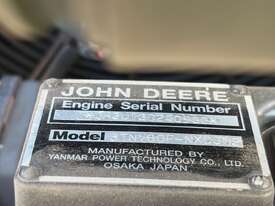 JOHN DEERE
Engine Serial Number
Model
MANUFACTURED BY
YANMAR POWER TECHNOLOGY CO., LTD.
OSAKA JAPAN